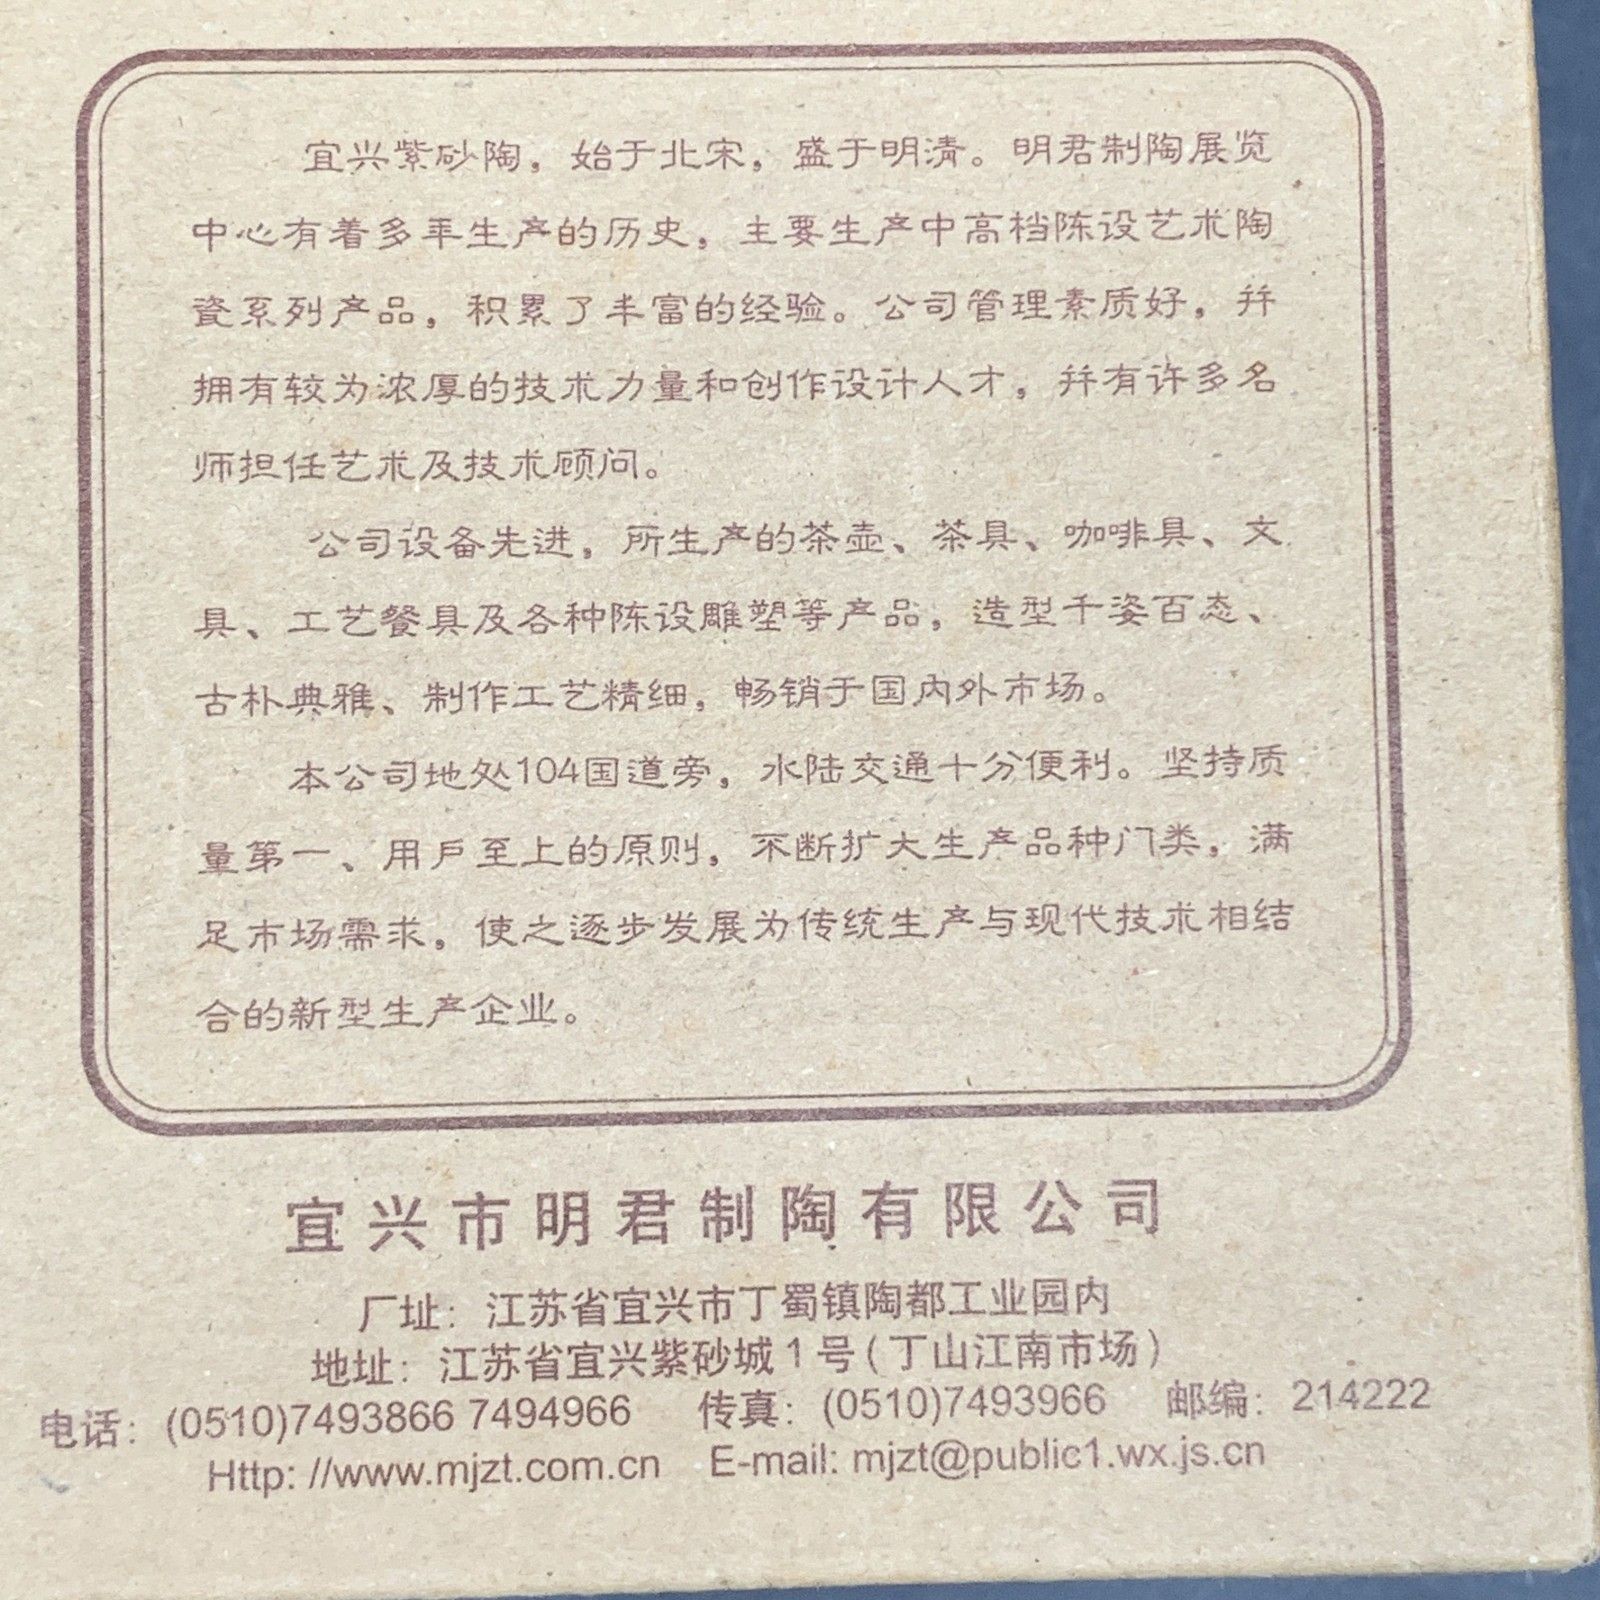 宜兴紫砂陶，始于北宋，盛于明清。明君制陶展览
中心有着多年生产的历史，主要生产中高档陈设艺术陶
瓷系列产品，积累了丰富的经验。公司管理素质好，并
拥有较为浓厚的技术力量和创作设计人才，并有许多名
师担任艺术及技术顾问。
公司设备先进，所生产的茶壶、茶具、咖啡具、文
具、工艺餐具及各种陈设雕塑等产品，造型千姿百态、
古朴典雅、制作工艺精细，畅销于国内外市场。
本公司地处104国道旁，水陆交通十分便利。坚持质
量第一、用户至上的原则，不断扩大生产品种门类，满
足市场需求，使之逐步发展为传统生产与现代技术相结
合的新型生产企业。
宜兴市明君制陶有限公司
厂址：江苏省宜兴市丁蜀镇陶都工业园内
地址：江苏省宜兴紫砂城1号(丁山江南市场)
电话：(0510)7493866 7494966 传真：(0510)7493966 邮编：214222
Http: //www.mjzt.com.cn E-mail: mjzt@public1.wx.js.cn